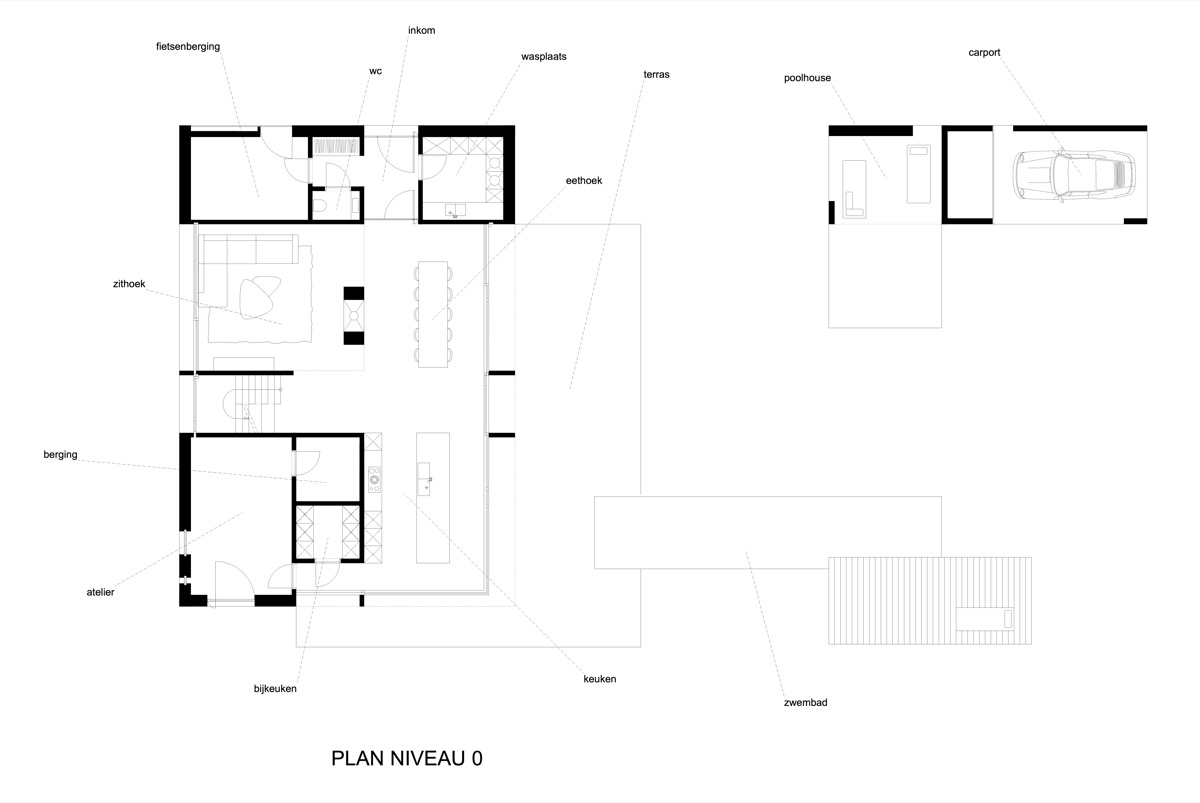 inkom
fietsenberging
wc
wasplaats
terras
poolhouse
carport
eethoek
zithoek
berging
atelier
bijkeuken
keuken
zwembad
PLAN NIVEAU 0